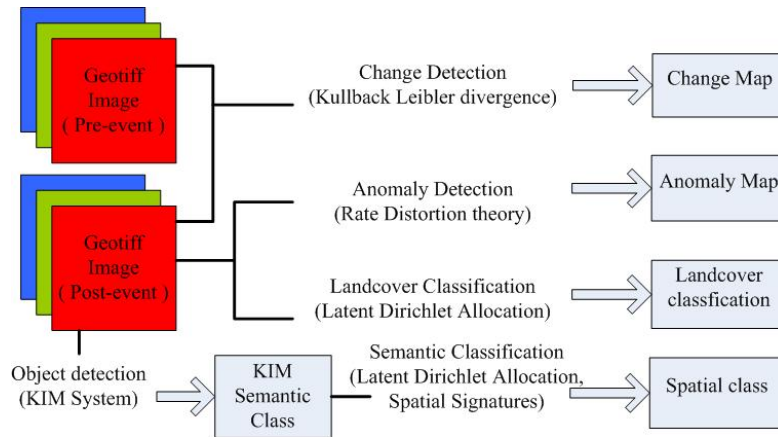 Geotiff
Image
( Pre-event )
Change Detection
(Kullback Leibler divergence)
Change Map
Geotiff
Image
( Post-event )
Anomaly Detection
(Rate Distortion theory)
Anomaly Map
Landcover Classification
(Latent Dirichlet Allocation)
Landcover
classfication
Object detection
(KIM System)
KIM
Semantic
Class
Semantic Classification
(Latent Dirichlet Allocation,
Spatial Signatures)
Spatial class